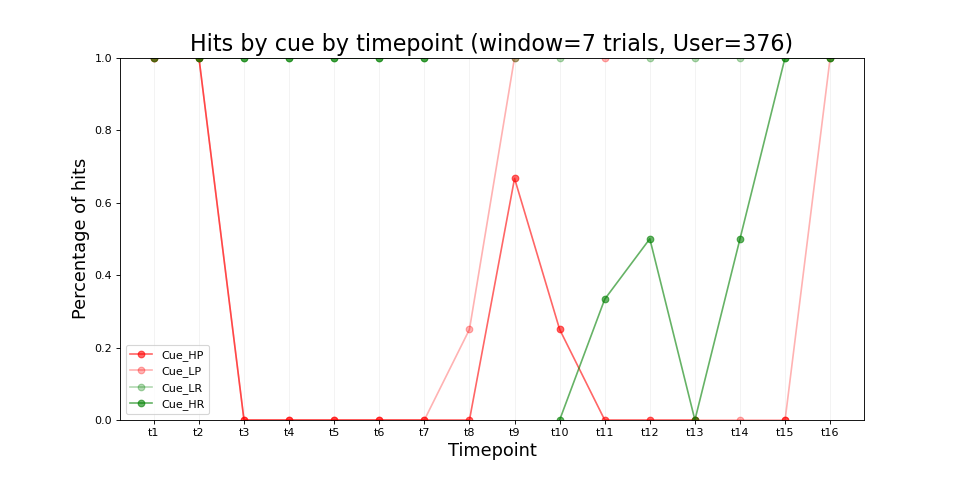 Hits by cue by timepoint (window=7 trials, User=376)
Percentage of hits
1.0
0.8
0.6
0.4
0.2
0.0
Cue_HP
Cue_LP
Cue_LR
Cue_HR
t1 t2 t3 t4 t5 t6 t7 t8 t9 t10 t11 t12 t13 t14 t15 t16
Timepoint